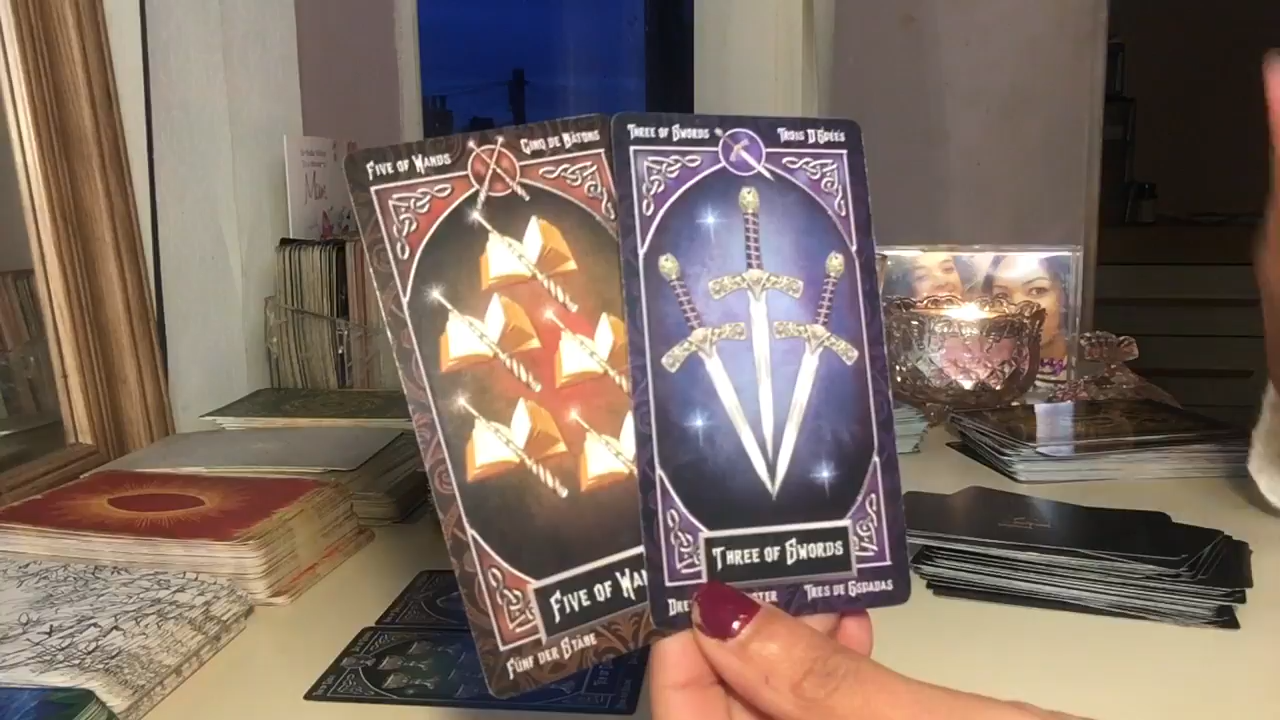 Five of Wands
Cinq de Bâtons
Five of Wan
Fünf der Stäbe
Three of Swords
Trois D'Épées
Three of Swords
Tres de Espadas